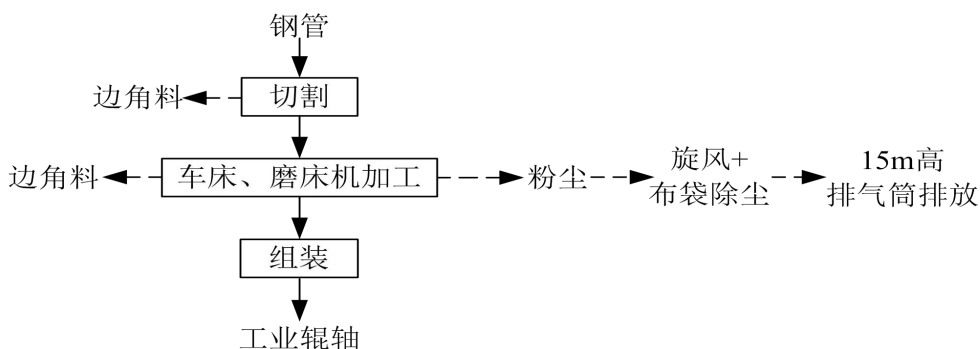 钢管
边角料
切割
边角料
车床、磨床机加工
粉尘
旋风+
布袋除尘
15m高
排气筒排放
组装
工业辊轴